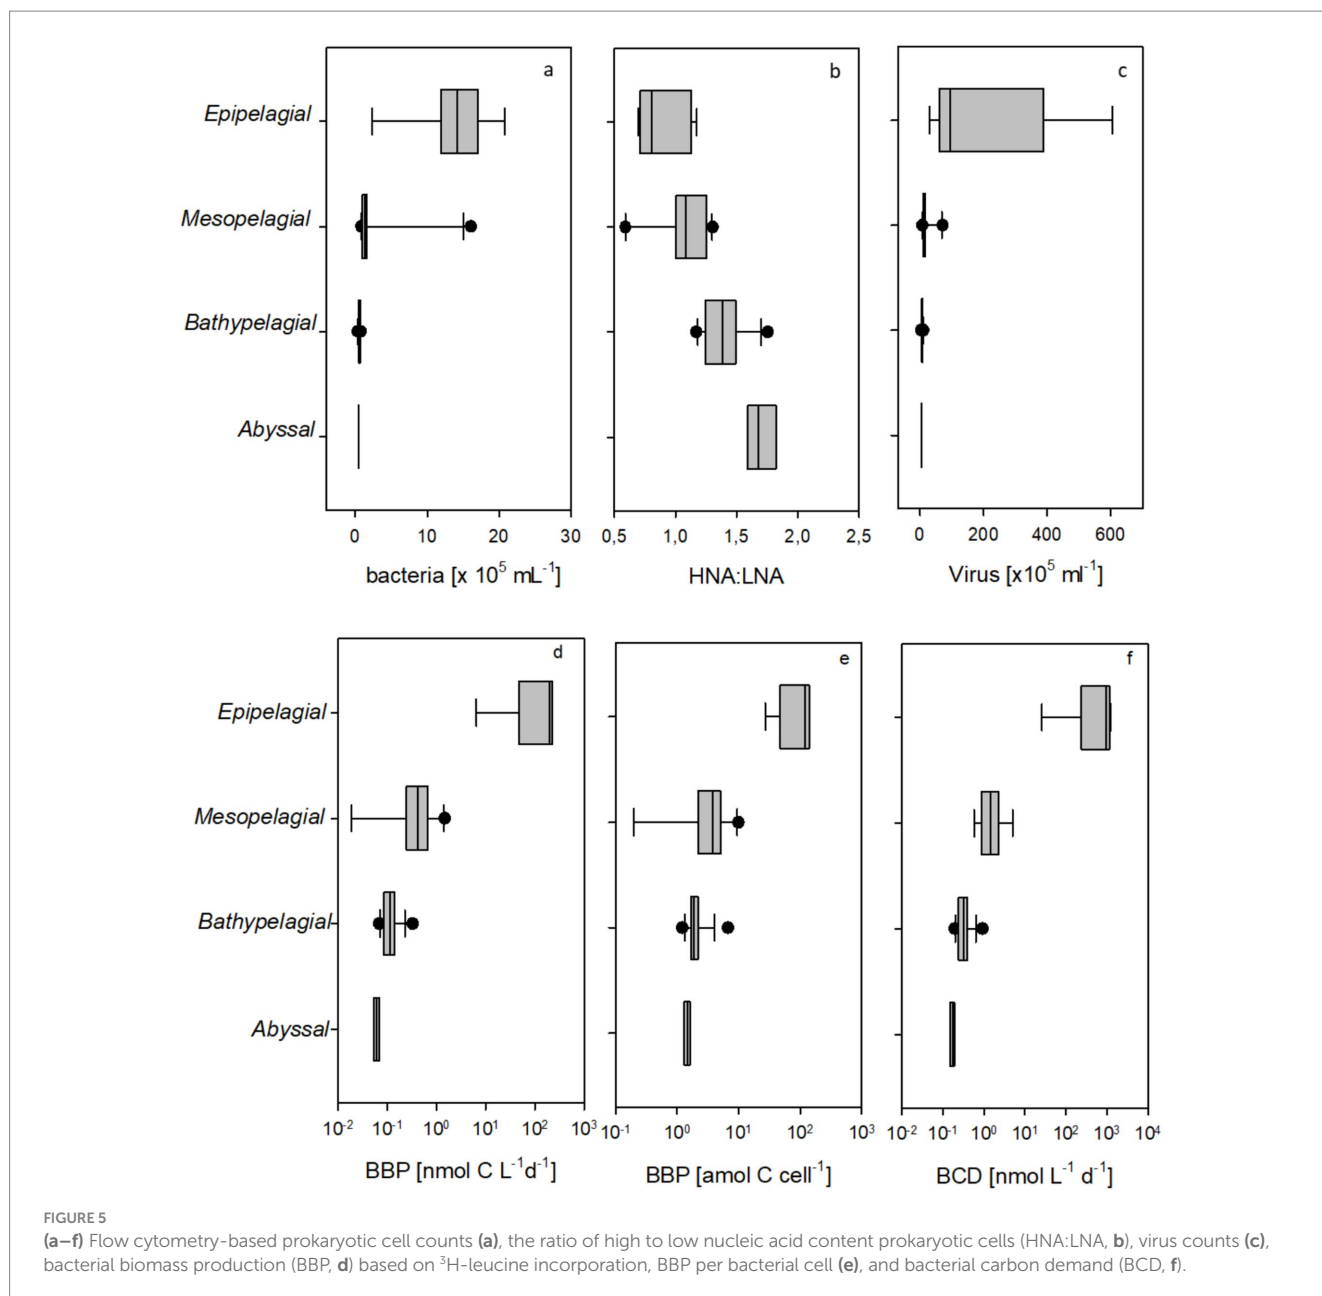 a
b
c
Epipelagial
Mesopelagial
Bathypelagial
Abyssal
0 10 20 30
0,5 1,0 1,5 2,0 2,5
0 200 400 600
bacteria [x 10⁵ mL⁻¹]
HNA:LNA
Virus [x10⁵ ml⁻¹]
d
e
f
Epipelagial
Mesopelagial
Bathypelagial
Abyssal
10⁻² 10⁻¹ 10⁰ 10¹ 10² 10³
10⁻¹ 10⁰ 10¹ 10² 10³
10⁻² 10⁻¹ 10⁰ 10¹ 10² 10³ 10⁴
BBP [nmol C L⁻¹d⁻¹]
BBP [amol C cell⁻¹]
BCD [nmol L⁻¹ d⁻¹]
FIGURE 5
(a–f) Flow cytometry-based prokaryotic cell counts (a), the ratio of high to low nucleic acid content prokaryotic cells (HNA:LNA, b), virus counts (c),
bacterial biomass production (BBP, d) based on ³H-leucine incorporation, BBP per bacterial cell (e), and bacterial carbon demand (BCD, f).